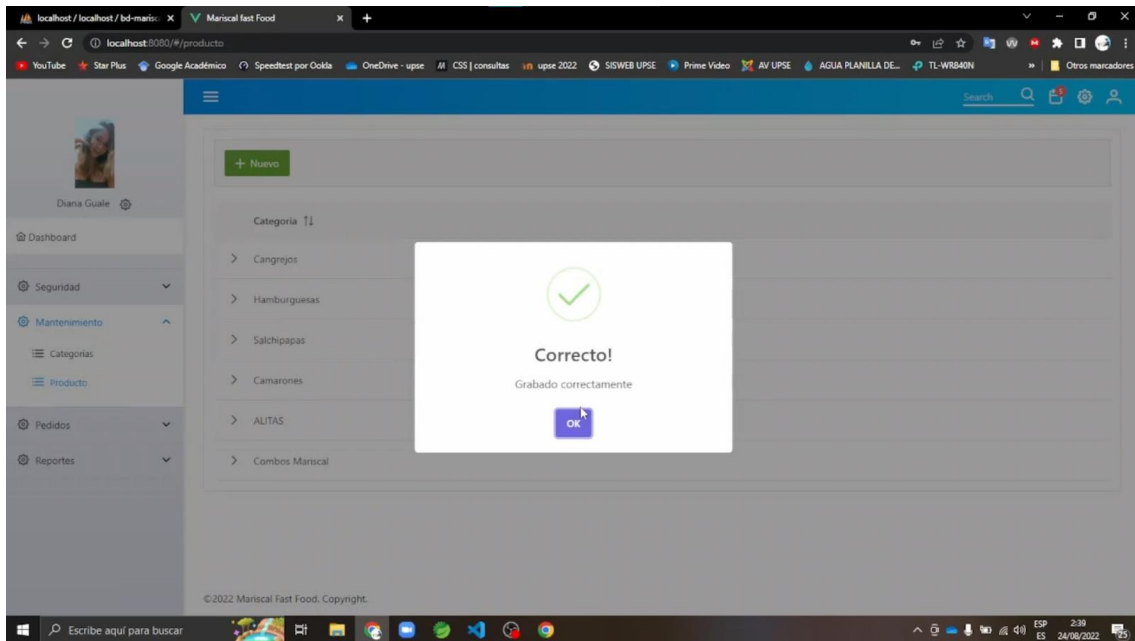 localhost / localhost / bd-marisc
Mariscal fast Food
localhost:8080/#/producto
YouTube Star Plus Google Académico Speedtest por Ookla OneDrive - upse CSS | consultas upse 2022 SISWEB UPSE Prime Video AV UPSE AGUA PLANILLA DE... TL-WR840N » Otros marcadores
Search
Diana Guale
Dashboard
Seguridad
Mantenimiento
Categorías
Producto
Pedidos
Reportes
+ Nuevo
Categoria
Cangrejos
Hamburguesas
Salchipapas
Camarones
ALITAS
Combos Mariscal
Correcto!
Grabado correctamente
OK
©2022 Mariscal Fast Food. Copyright.
Escribe aquí para buscar
ESP 2:39
ES 24/08/2022